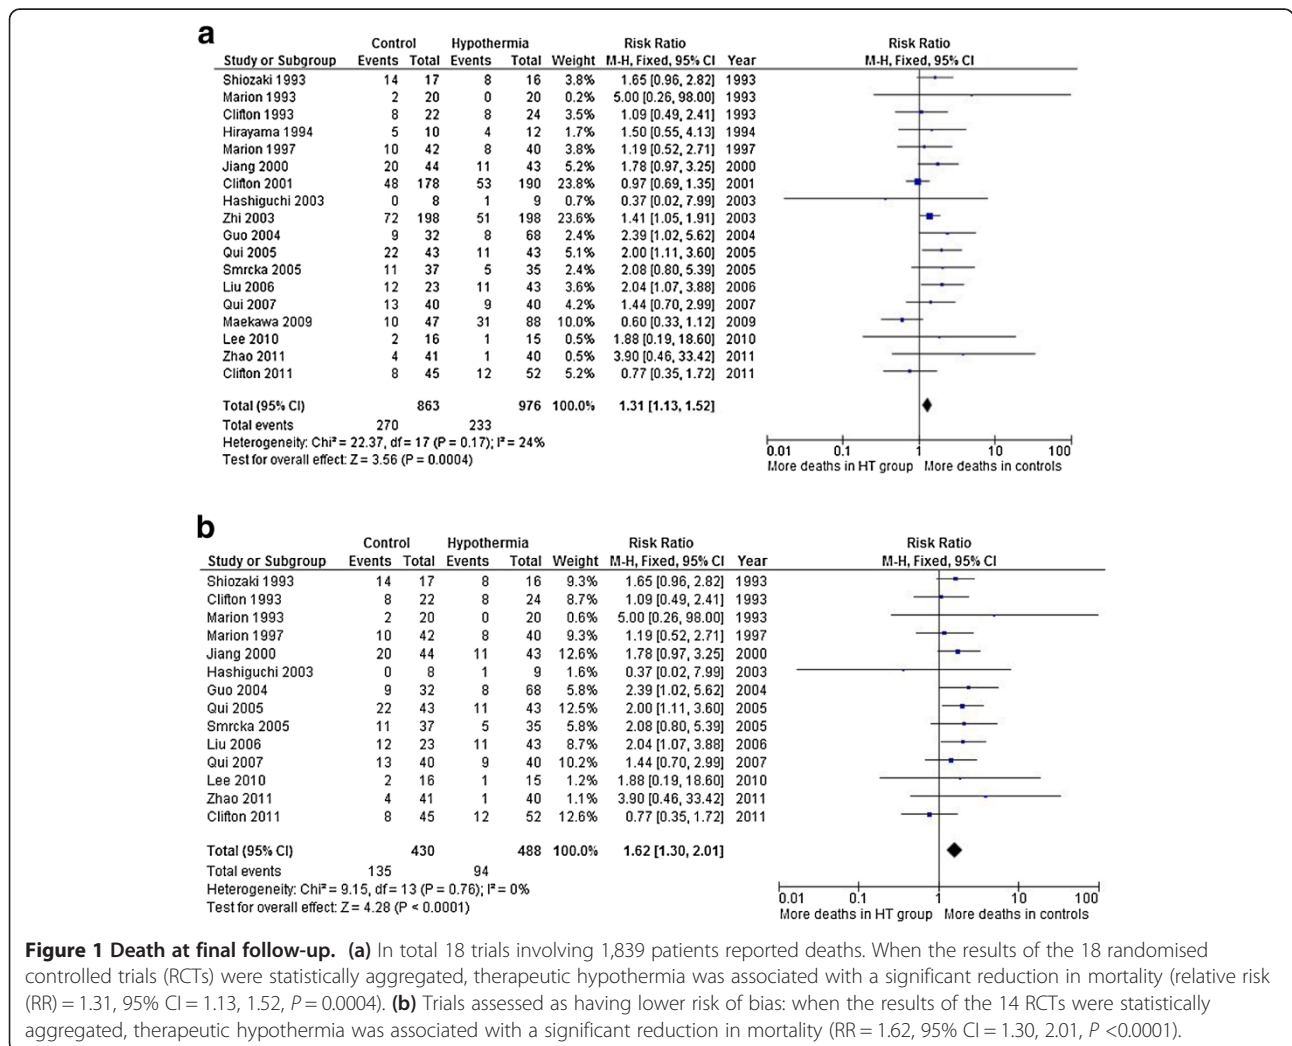 a
Control Hypothermia Risk Ratio Risk Ratio
Study or Subgroup Events Total Events Total Weight M-H, Fixed, 95% CI Year M-H, Fixed, 95% CI
Shiozaki 1993 14 17 8 16 3.8% 1.65 [0.96, 2.82] 1993
Marion 1993 2 20 0 20 0.2% 5.00 [0.26, 98.00] 1993
Clifton 1993 8 22 8 24 3.5% 1.09 [0.49, 2.41] 1993
Hirayama 1994 5 10 4 12 1.7% 1.50 [0.55, 4.13] 1994
Marion 1997 10 42 8 40 3.8% 1.19 [0.52, 2.71] 1997
Jiang 2000 20 44 11 43 5.2% 1.78 [0.97, 3.25] 2000
Clifton 2001 48 178 53 190 23.8% 0.97 [0.69, 1.35] 2001
Hashiguchi 2003 0 8 1 9 0.7% 0.37 [0.02, 7.99] 2003
Zhi 2003 72 198 51 198 23.6% 1.41 [1.05, 1.91] 2003
Guo 2004 9 32 8 68 2.4% 2.39 [1.02, 5.62] 2004
Qui 2005 22 43 11 43 5.1% 2.00 [1.11, 3.60] 2005
Smrcka 2005 11 37 5 35 2.4% 2.08 [0.80, 5.39] 2005
Liu 2006 12 23 11 43 3.6% 2.04 [1.07, 3.88] 2006
Qui 2007 13 40 9 40 4.2% 1.44 [0.70, 2.99] 2007
Maekawa 2009 10 47 31 88 10.0% 0.60 [0.33, 1.12] 2009
Lee 2010 2 16 1 15 0.5% 1.88 [0.19, 18.60] 2010
Zhao 2011 4 41 1 40 0.5% 3.90 [0.46, 33.42] 2011
Clifton 2011 8 45 12 52 5.2% 0.77 [0.35, 1.72] 2011
Total (95% CI) 863 976 100.0% 1.31 [1.13, 1.52]
Total events 270 233
Heterogeneity: Chi² = 22.37, df = 17 (P = 0.17); I² = 24%
Test for overall effect: Z = 3.56 (P = 0.0004)
0.01 0.1 1 10 100
More deaths in HT group More deaths in controls
b
Control Hypothermia Risk Ratio Risk Ratio
Study or Subgroup Events Total Events Total Weight M-H, Fixed, 95% CI Year M-H, Fixed, 95% CI
Shiozaki 1993 14 17 8 16 9.3% 1.65 [0.96, 2.82] 1993
Clifton 1993 8 22 8 24 8.7% 1.09 [0.49, 2.41] 1993
Marion 1993 2 20 0 20 0.6% 5.00 [0.26, 98.00] 1993
Marion 1997 10 42 8 40 9.3% 1.19 [0.52, 2.71] 1997
Jiang 2000 20 44 11 43 12.6% 1.78 [0.97, 3.25] 2000
Hashiguchi 2003 0 8 1 9 1.6% 0.37 [0.02, 7.99] 2003
Guo 2004 9 32 8 68 5.8% 2.39 [1.02, 5.62] 2004
Qui 2005 22 43 11 43 12.5% 2.00 [1.11, 3.60] 2005
Smrcka 2005 11 37 5 35 5.8% 2.08 [0.80, 5.39] 2005
Liu 2006 12 23 11 43 8.7% 2.04 [1.07, 3.88] 2006
Qui 2007 13 40 9 40 10.2% 1.44 [0.70, 2.99] 2007
Lee 2010 2 16 1 15 1.2% 1.88 [0.19, 18.60] 2010
Zhao 2011 4 41 1 40 1.1% 3.90 [0.46, 33.42] 2011
Clifton 2011 8 45 12 52 12.6% 0.77 [0.35, 1.72] 2011
Total (95% CI) 430 488 100.0% 1.62 [1.30, 2.01]
Total events 135 94
Heterogeneity: Chi² = 9.15, df = 13 (P = 0.76); I² = 0%
Test for overall effect: Z = 4.28 (P < 0.0001)
0.01 0.1 1 10 100
More deaths in HT group More deaths in controls
Figure 1 Death at final follow-up. (a) In total 18 trials involving 1,839 patients reported deaths. When the results of the 18 randomised
controlled trials (RCTs) were statistically aggregated, therapeutic hypothermia was associated with a significant reduction in mortality (relative risk
(RR) = 1.31, 95% CI = 1.13, 1.52, P = 0.0004). (b) Trials assessed as having lower risk of bias: when the results of the 14 RCTs were statistically
aggregated, therapeutic hypothermia was associated with a significant reduction in mortality (RR = 1.62, 95% CI = 1.30, 2.01, P <0.0001).